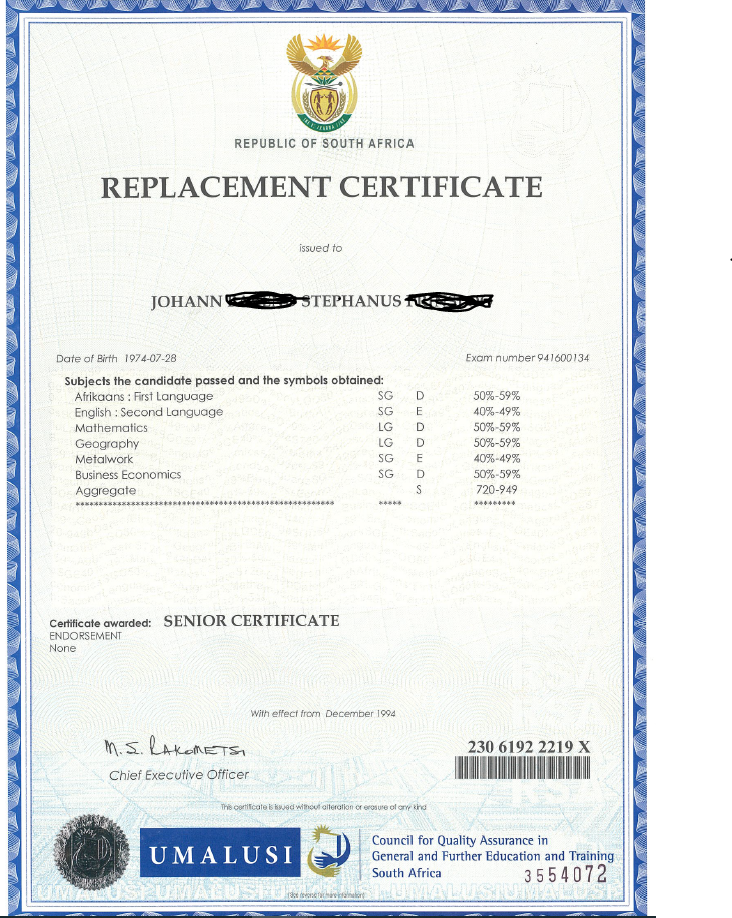 REPUBLIC OF SOUTH AFRICA
REPLACEMENT CERTIFICATE
issued to
JOHANN STEPHANUS
Date of Birth 1974-07-28 Exam number 941600134
Subjects the candidate passed and the symbols obtained:
Afrikaans : First Language SG D 50%-59%
English : Second Language SG E 40%-49%
Mathematics LG D 50%-59%
Geography LG D 50%-59%
Metalwork SG E 40%-49%
Business Economics SG D 50%-59%
Aggregate S 720-949
Certificate awarded: SENIOR CERTIFICATE
ENDORSEMENT
None
With effect from December 1994
M.S. RAKOMETSI
Chief Executive Officer
230 6192 2219 X
This certificate is issued without alteration or erasure of any kind
UMALUSI
Council for Quality Assurance in
General and Further Education and Training
South Africa
3554072
(See reverse for more information)